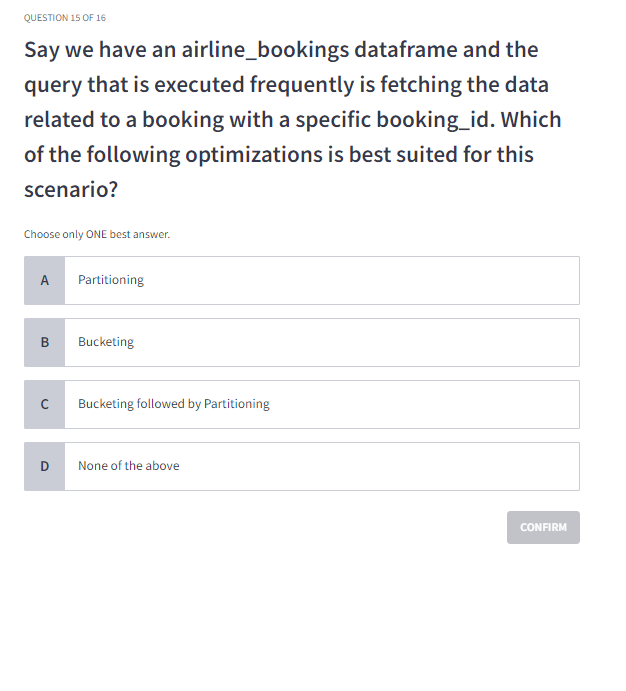 QUESTION 15 OF 16
Say we have an airline_bookings dataframe and the
query that is executed frequently is fetching the data
related to a booking with a specific booking_id. Which
of the following optimizations is best suited for this
scenario?
Choose only ONE best answer.
A Partitioning
B Bucketing
C Bucketing followed by Partitioning
D None of the above
CONFIRM